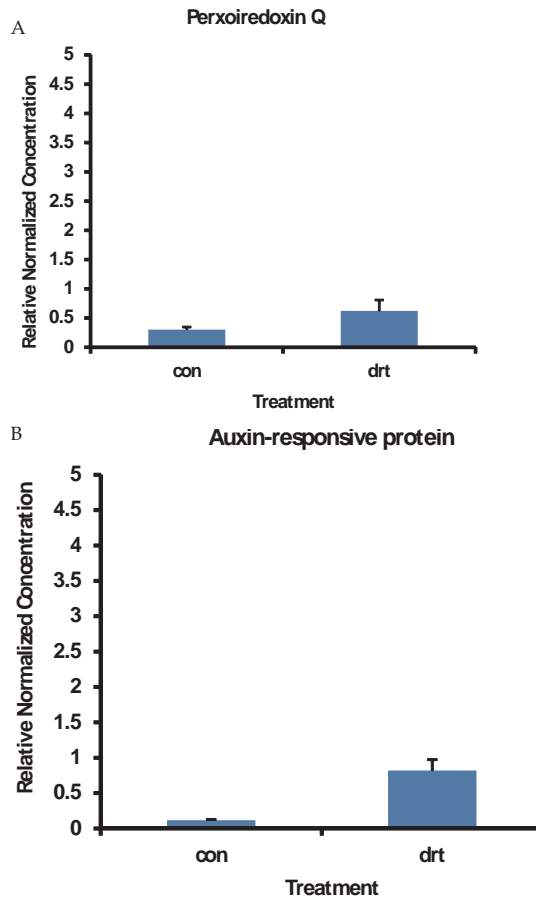 A
Perxoiredoxin Q
Relative Normalized Concentration
5
4.5
4
3.5
3
2.5
2
1.5
1
0.5
0
con drt
Treatment
B
Auxin-responsive protein
Relative Normalized Concentration
5
4.5
4
3.5
3
2.5
2
1.5
1
0.5
0
con drt
Treatment